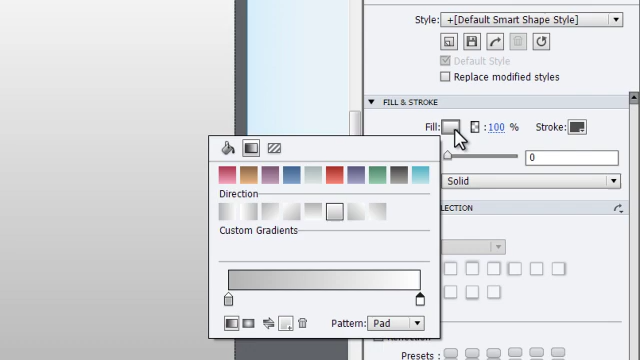 Style: +[Default Smart Shape Style]
Default Style
Replace modified styles
FILL & STROKE
Fill: : 100 % Stroke:
0
Solid
LECTION
Direction
Custom Gradients
Pattern: Pad
Presets :